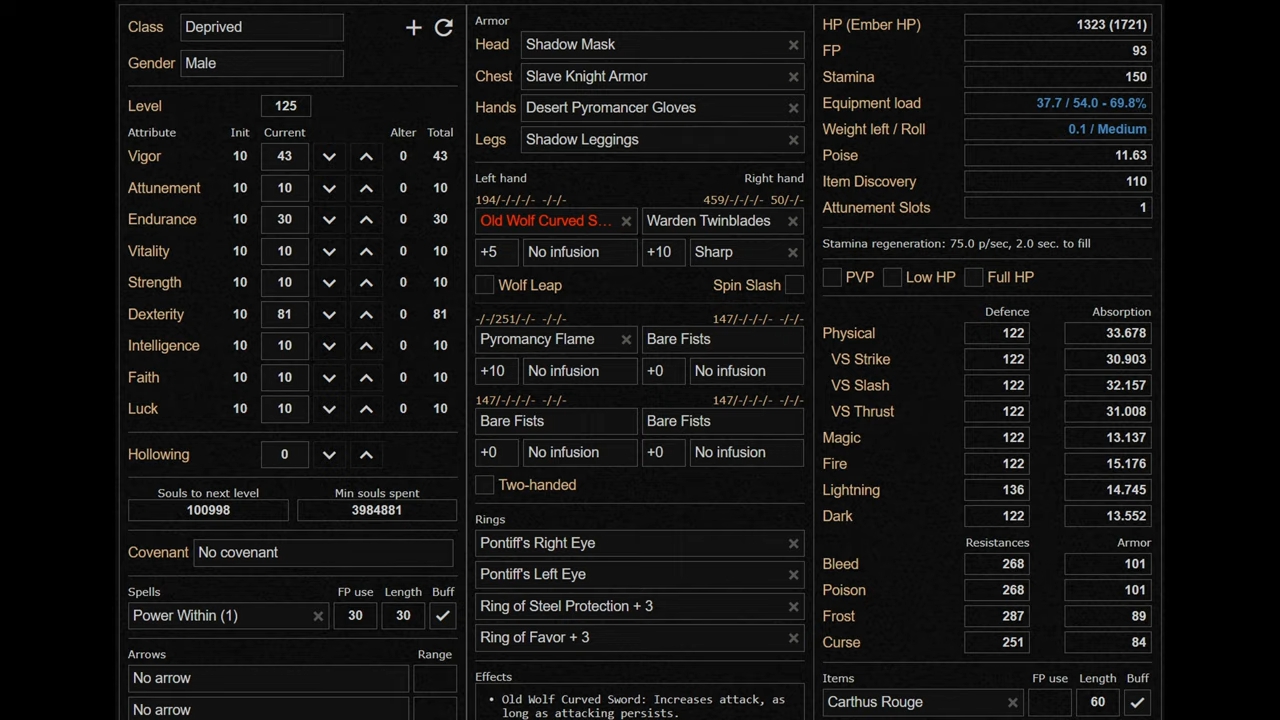 Class Deprived
Gender Male
Level 125
Attribute Init Current Alter Total
Vigor 10 43 0 43
Attunement 10 10 0 10
Endurance 10 30 0 30
Vitality 10 10 0 10
Strength 10 10 0 10
Dexterity 10 81 0 81
Intelligence 10 10 0 10
Faith 10 10 0 10
Luck 10 10 0 10
Hollowing 0
Souls to next level Min souls spent
100998 3984881
Covenant No covenant
Spells FP use Length Buff
Power Within (1) 30 30
Arrows Range
No arrow
No arrow
Armor
Head Shadow Mask
Chest Slave Knight Armor
Hands Desert Pyromancer Gloves
Legs Shadow Leggings
Left hand Right hand
194/-/-/-/- -/-/- 459/-/-/-/- 50/-/-
Old Wolf Curved S... Warden Twinblades
+5 No infusion +10 Sharp
Wolf Leap Spin Slash
-/-/251/-/- -/-/- 147/-/-/-/- -/-/-
Pyromancy Flame Bare Fists
+10 No infusion +0 No infusion
147/-/-/-/- -/-/- 147/-/-/-/- -/-/-
Bare Fists Bare Fists
+0 No infusion +0 No infusion
Two-handed
Rings
Pontiff's Right Eye
Pontiff's Left Eye
Ring of Steel Protection + 3
Ring of Favor + 3
Effects
• Old Wolf Curved Sword: Increases attack, as
long as attacking persists.
HP (Ember HP) 1323 (1721)
FP 93
Stamina 150
Equipment load 37.7 / 54.0 - 69.8%
Weight left / Roll 0.1 / Medium
Poise 11.63
Item Discovery 110
Attunement Slots 1
Stamina regeneration: 75.0 p/sec, 2.0 sec. to fill
PVP Low HP Full HP
Defence Absorption
Physical 122 33.678
VS Strike 122 30.903
VS Slash 122 32.157
VS Thrust 122 31.008
Magic 122 13.137
Fire 122 15.176
Lightning 136 14.745
Dark 122 13.552
Resistances Armor
Bleed 268 101
Poison 268 101
Frost 287 89
Curse 251 84
Items FP use Length Buff
Carthus Rouge 60